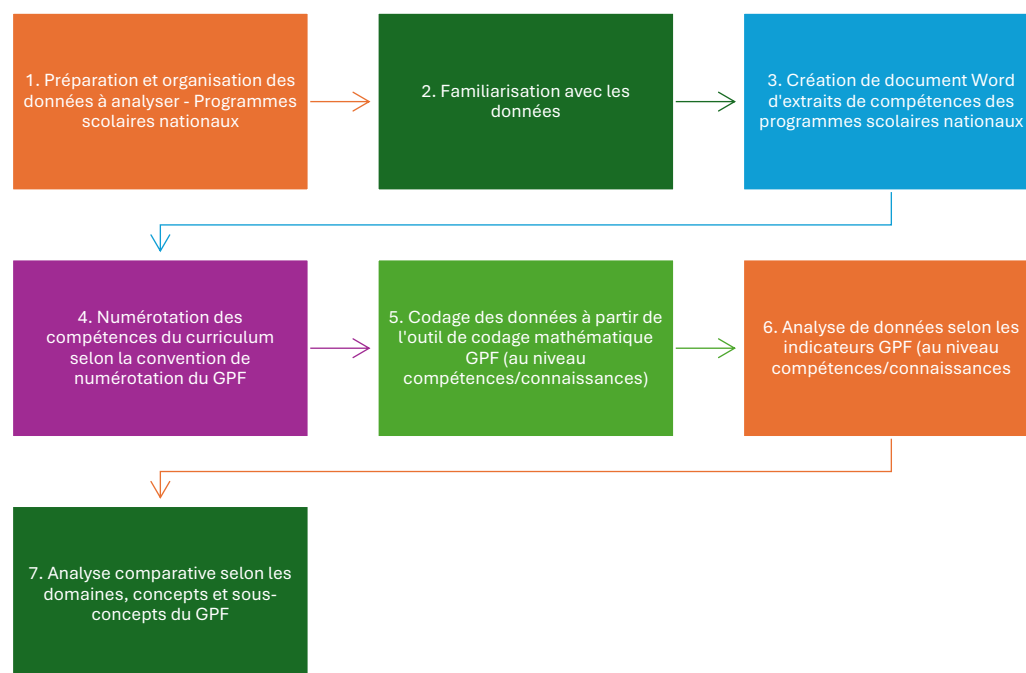 1. Préparation et organisation des
données à analyser - Programmes
scolaires nationaux
2. Familiarisation avec les
données
3. Création de document Word
d'extraits de compétences des
programmes scolaires nationaux
4. Numérotation des
compétences du curriculum
selon la convention de
numérotation du GPF
5. Codage des données à partir de
l'outil de codage mathématique
GPF (au niveau
compétences/connaissances)
6. Analyse de données selon les
indicateurs GPF (au niveau
compétences/connaissances
7. Analyse comparative selon les
domaines, concepts et sous-
concepts du GPF